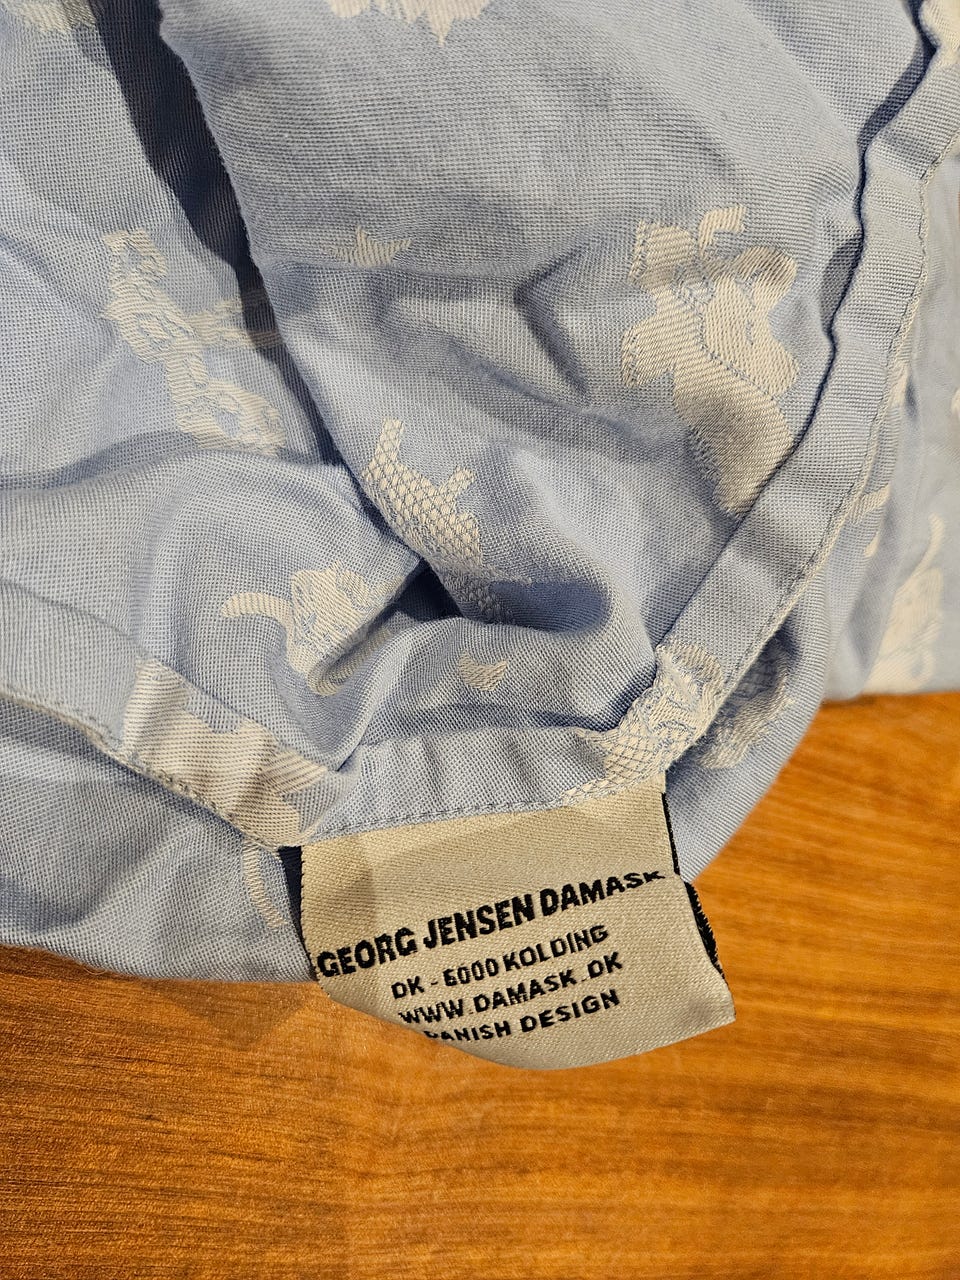 GEORG JENSEN DAMASK
DK - 6000 KOLDING
WWW.DAMASK.DK
DANISH DESIGN